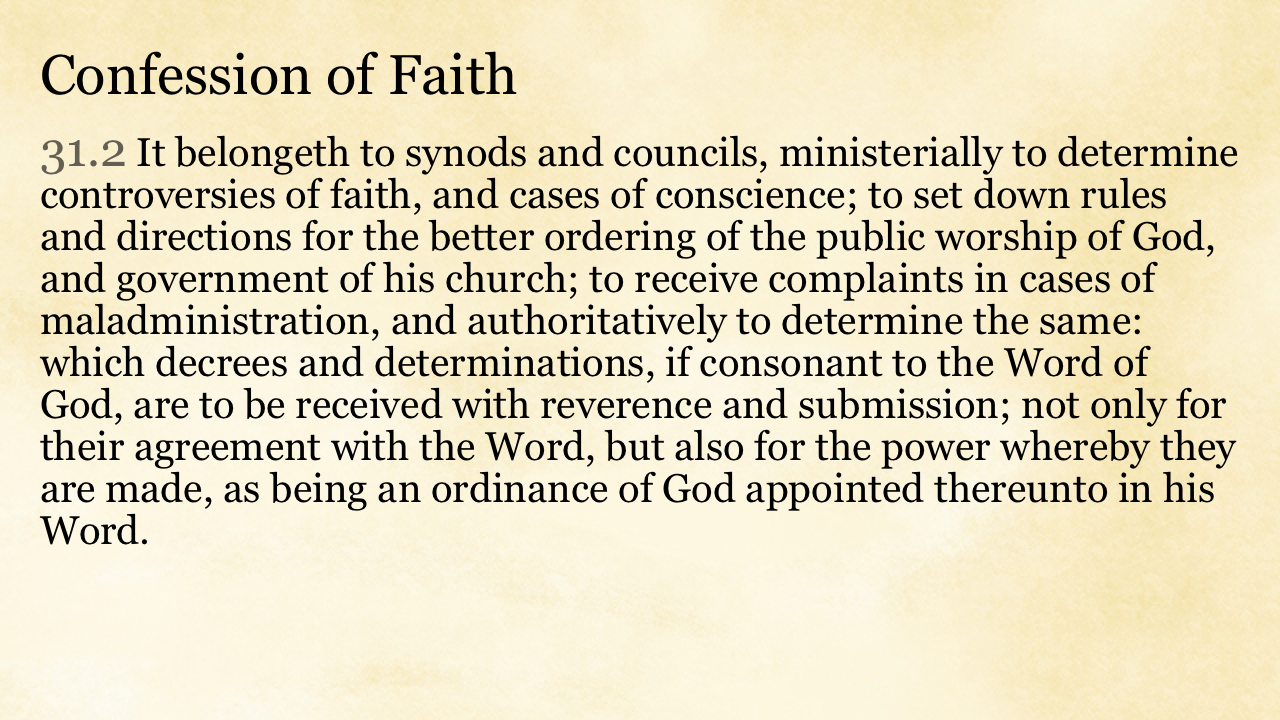 Confession of Faith
31.2 It belongeth to synods and councils, ministerially to determine
controversies of faith, and cases of conscience; to set down rules
and directions for the better ordering of the public worship of God,
and government of his church; to receive complaints in cases of
maladministration, and authoritatively to determine the same:
which decrees and determinations, if consonant to the Word of
God, are to be received with reverence and submission; not only for
their agreement with the Word, but also for the power whereby they
are made, as being an ordinance of God appointed thereunto in his
Word.